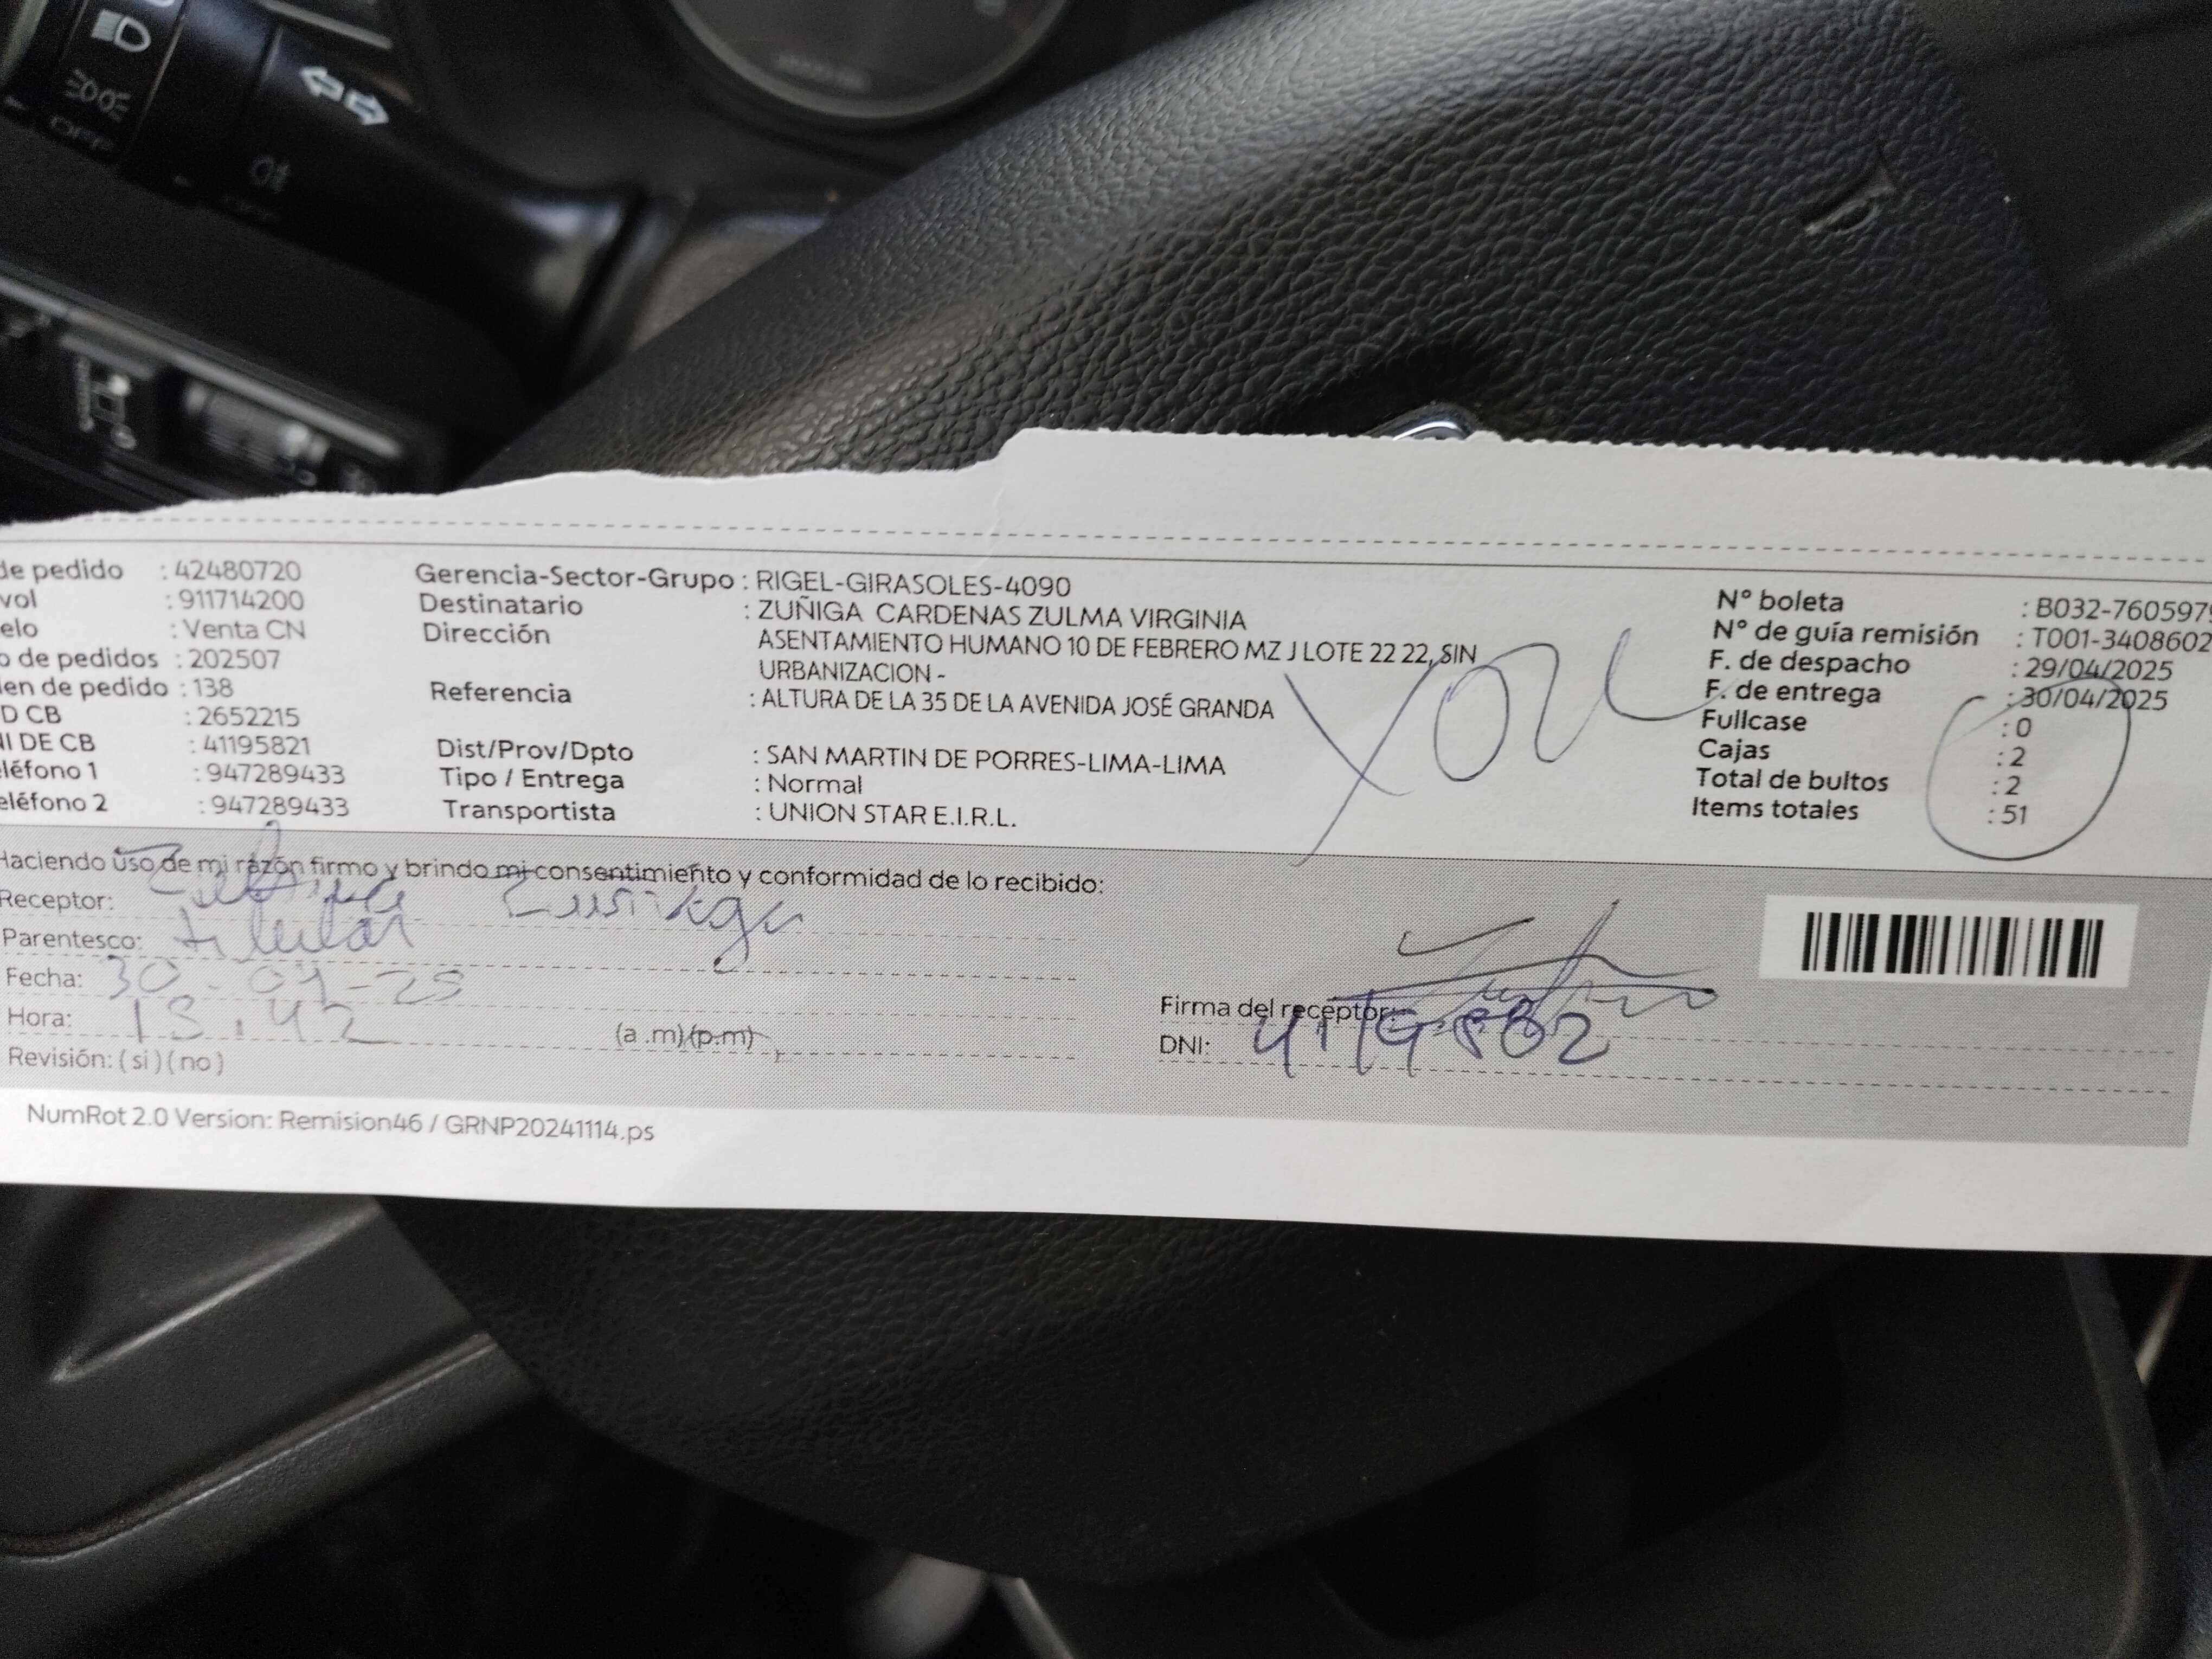 OFF
de pedido : 42480720
vol : 911714200
elo : Venta CN
o de pedidos : 202507
en de pedido : 138
D CB : 2652215
NI DE CB : 41195821
eléfono 1 : 947289433
eléfono 2 : 947289433
Gerencia-Sector-Grupo : RIGEL-GIRASOLES-4090
Destinatario : ZUÑIGA CARDENAS ZULMA VIRGINIA
Dirección ASENTAMIENTO HUMANO 10 DE FEBRERO MZ J LOTE 22 22, SIN
URBANIZACION -
Referencia : ALTURA DE LA 35 DE LA AVENIDA JOSÉ GRANDA
Dist/Prov/Dpto : SAN MARTIN DE PORRES-LIMA-LIMA
Tipo / Entrega : Normal
Transportista : UNION STAR E.I.R.L.
N° boleta : B032-7605979
N° de guía remisión : T001-3408602
F. de despacho : 29/04/2025
F. de entrega : 30/04/2025
Fullcase : 0
Cajas : 2
Total de bultos : 2
Items totales : 51
Haciendo uso de mi razón firmo y brindo mi consentimiento y conformidad de lo recibido:
Receptor:
Parentesco: titular
Fecha: 30-04-25
Hora: 13.42 (a.m)(p.m)
Revisión: (si)(no)
Firma del receptor:
DNI:
NumRot 2.0 Version: Remision46 / GRNP20241114.ps